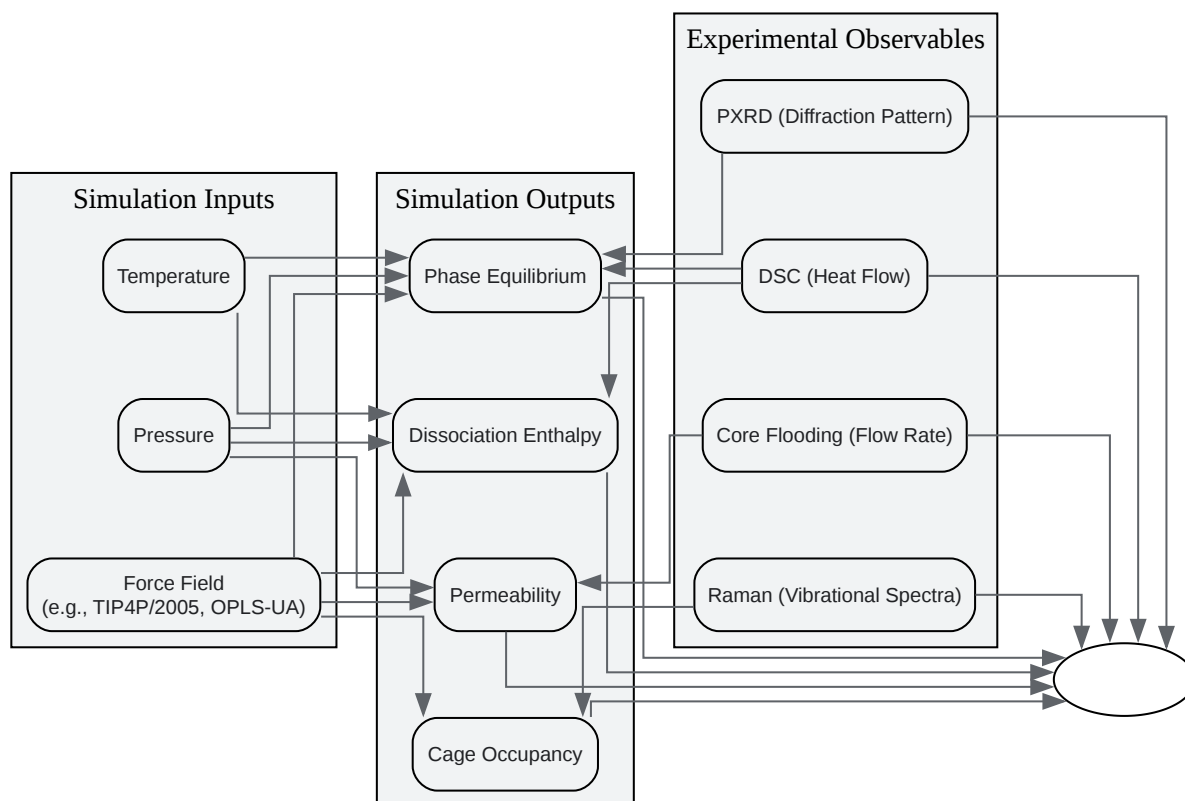 Simulation Inputs
Temperature
Pressure
Force Field
(e.g., TIP4P/2005, OPLS-UA)
Simulation Outputs
Phase Equilibrium
Dissociation Enthalpy
Permeability
Cage Occupancy
Experimental Observables
PXRD (Diffraction Pattern)
DSC (Heat Flow)
Core Flooding (Flow Rate)
Raman (Vibrational Spectra)